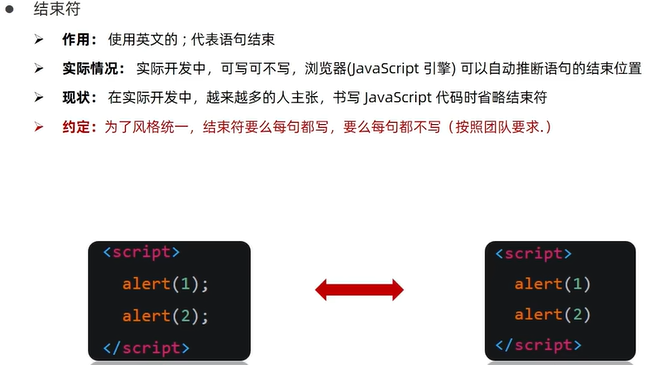 结束符
作用： 使用英文的 ; 代表语句结束
实际情况： 实际开发中，可写可不写，浏览器(JavaScript 引擎) 可以自动推断语句的结束位置
现状： 在实际开发中，越来越多的人主张，书写 JavaScript 代码时省略结束符
约定：为了风格统一，结束符要么每句都写，要么每句都不写（按照团队要求.）
<script>
alert(1);
alert(2);
</script>
<script>
alert(1)
alert(2)
</script>